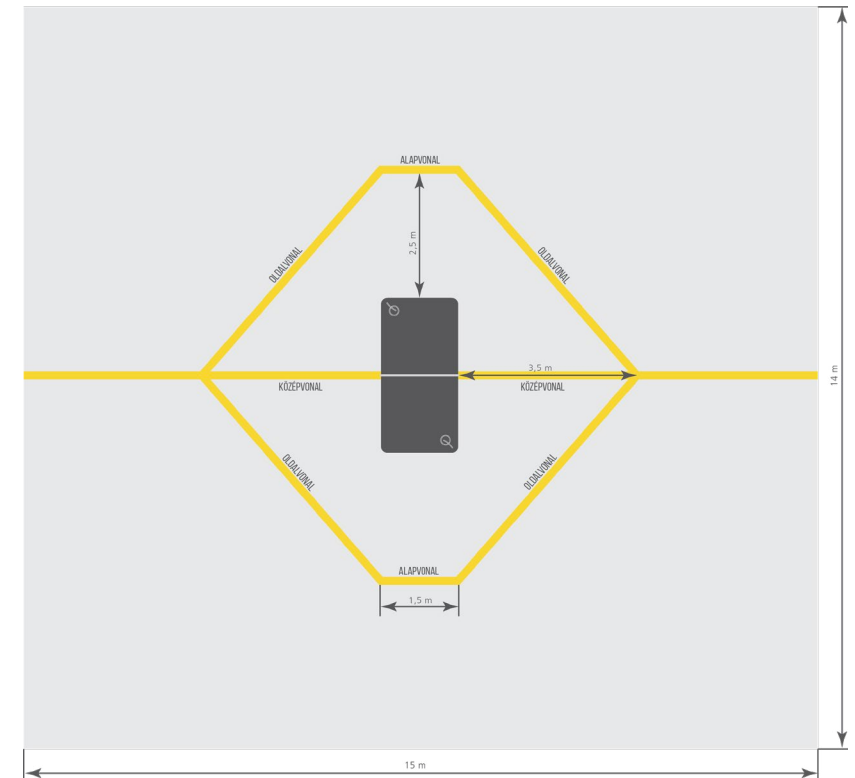 ALAPVONAL
2,5 m
OLDALVONAL
OLDALVONAL
3,5 m
KÖZÉPVONAL
KÖZÉPVONAL
14 m
OLDALVONAL
OLDALVONAL
ALAPVONAL
1,5 m
15 m